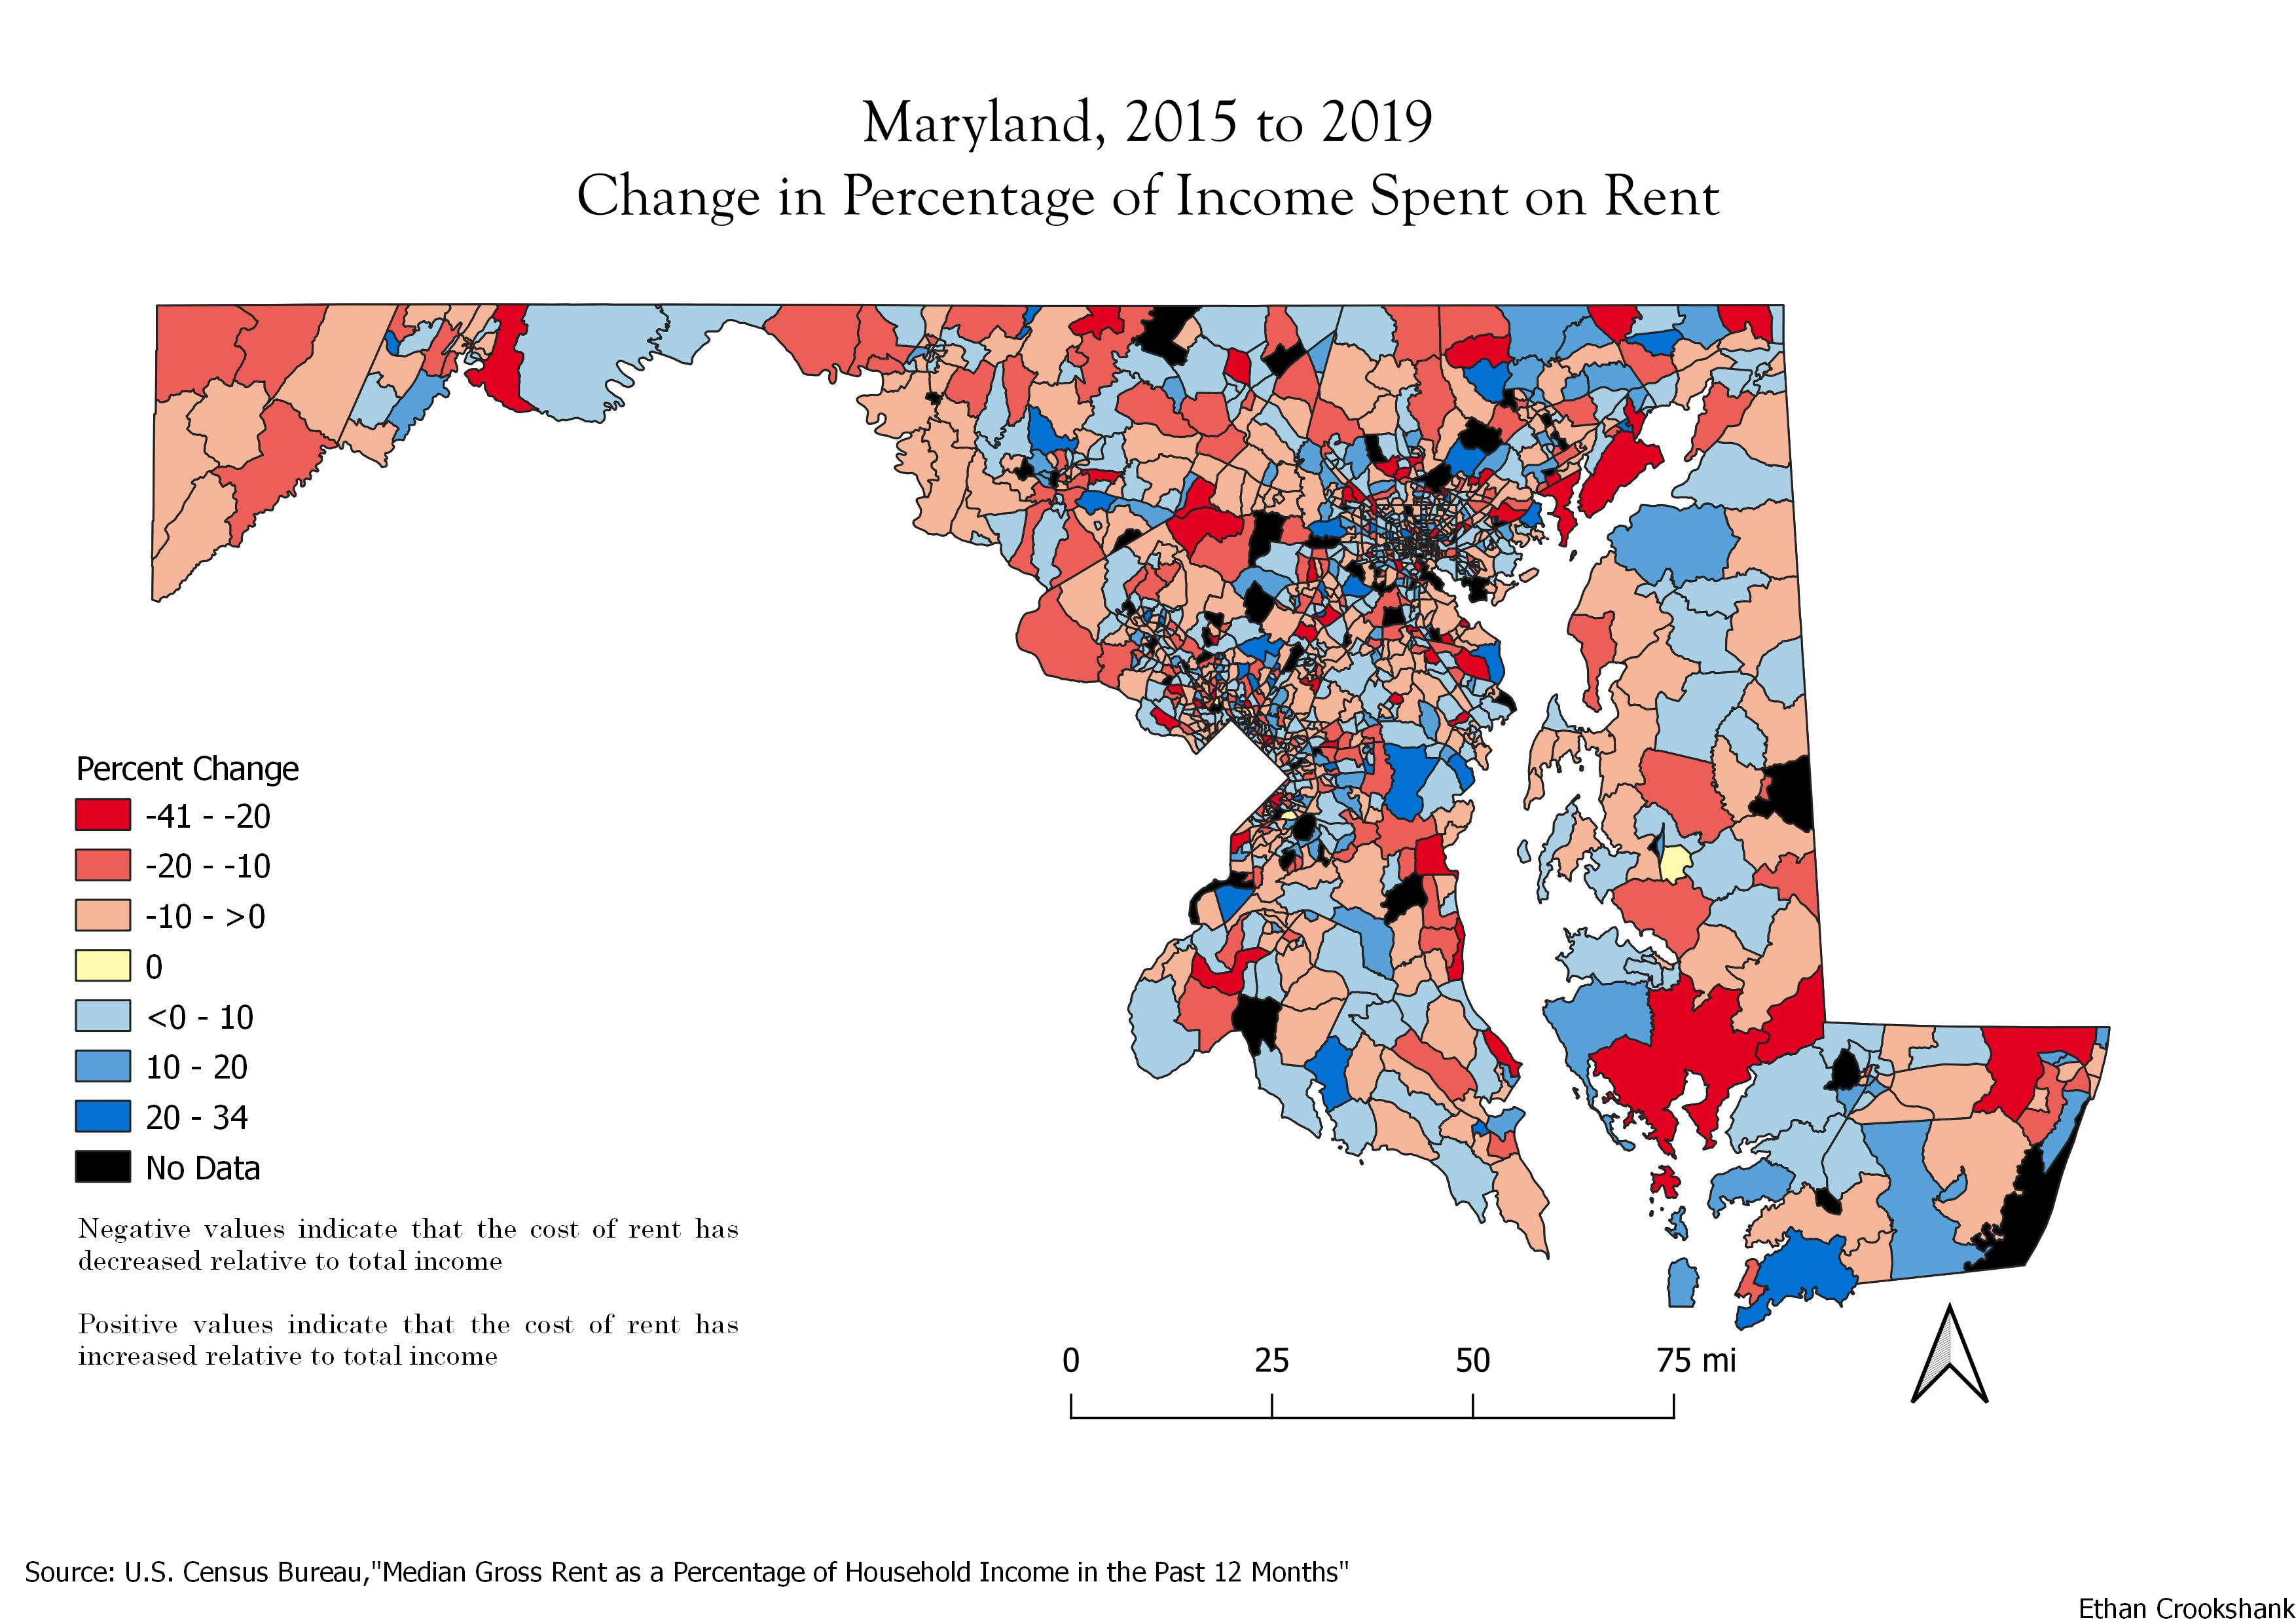 Maryland, 2015 to 2019
Change in Percentage of Income Spent on Rent
Percent Change
-41 - -20
-20 - -10
-10 - >0
0
<0 - 10
10 - 20
20 - 34
No Data
Negative values indicate that the cost of rent has
decreased relative to total income
Positive values indicate that the cost of rent has
increased relative to total income
0 25 50 75 mi
Source: U.S. Census Bureau,"Median Gross Rent as a Percentage of Household Income in the Past 12 Months"
Ethan Crookshank